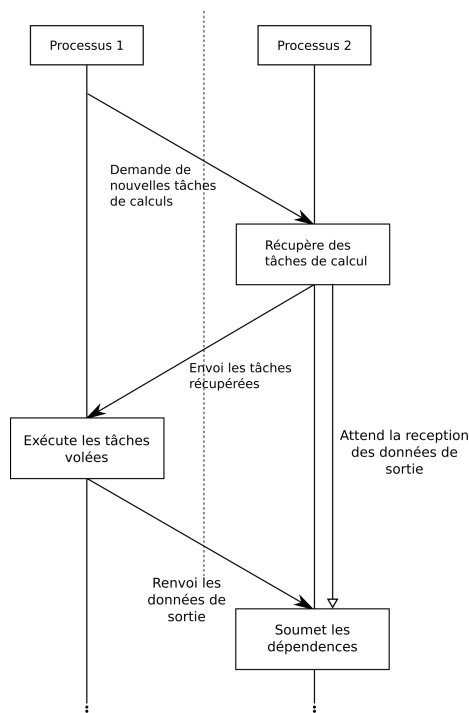 Processus 1
Processus 2
Demande de
nouvelles tâches
de calculs
Récupère des
tâches de calcul
Envoi les tâches
récupérées
Exécute les tâches
volées
Attend la reception
des données de
sortie
Renvoi les
données de
sortie
Soumet les
dépendences